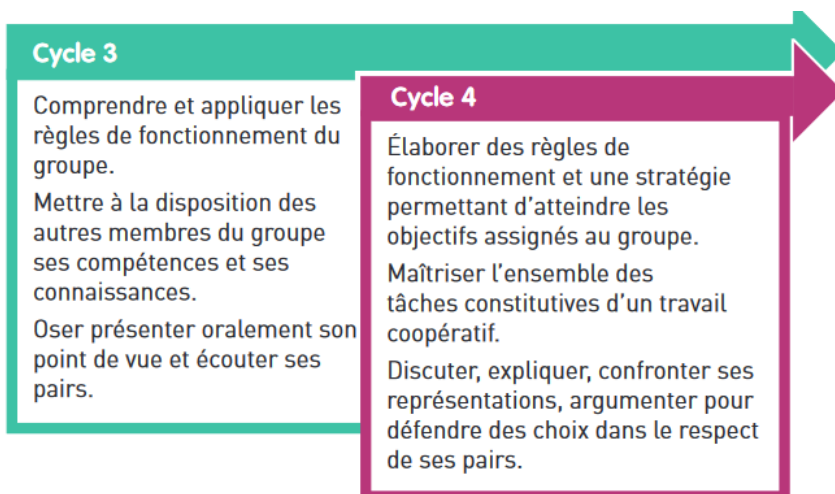 Cycle 3
Comprendre et appliquer les
règles de fonctionnement du
groupe.
Mettre à la disposition des
autres membres du groupe
ses compétences et ses
connaissances.
Oser présenter oralement son
point de vue et écouter ses
pairs.
Cycle 4
Élaborer des règles de
fonctionnement et une stratégie
permettant d’atteindre les
objectifs assignés au groupe.
Maîtriser l’ensemble des
tâches constitutives d’un travail
coopératif.
Discuter, expliquer, confronter ses
représentations, argumenter pour
défendre des choix dans le respect
de ses pairs.